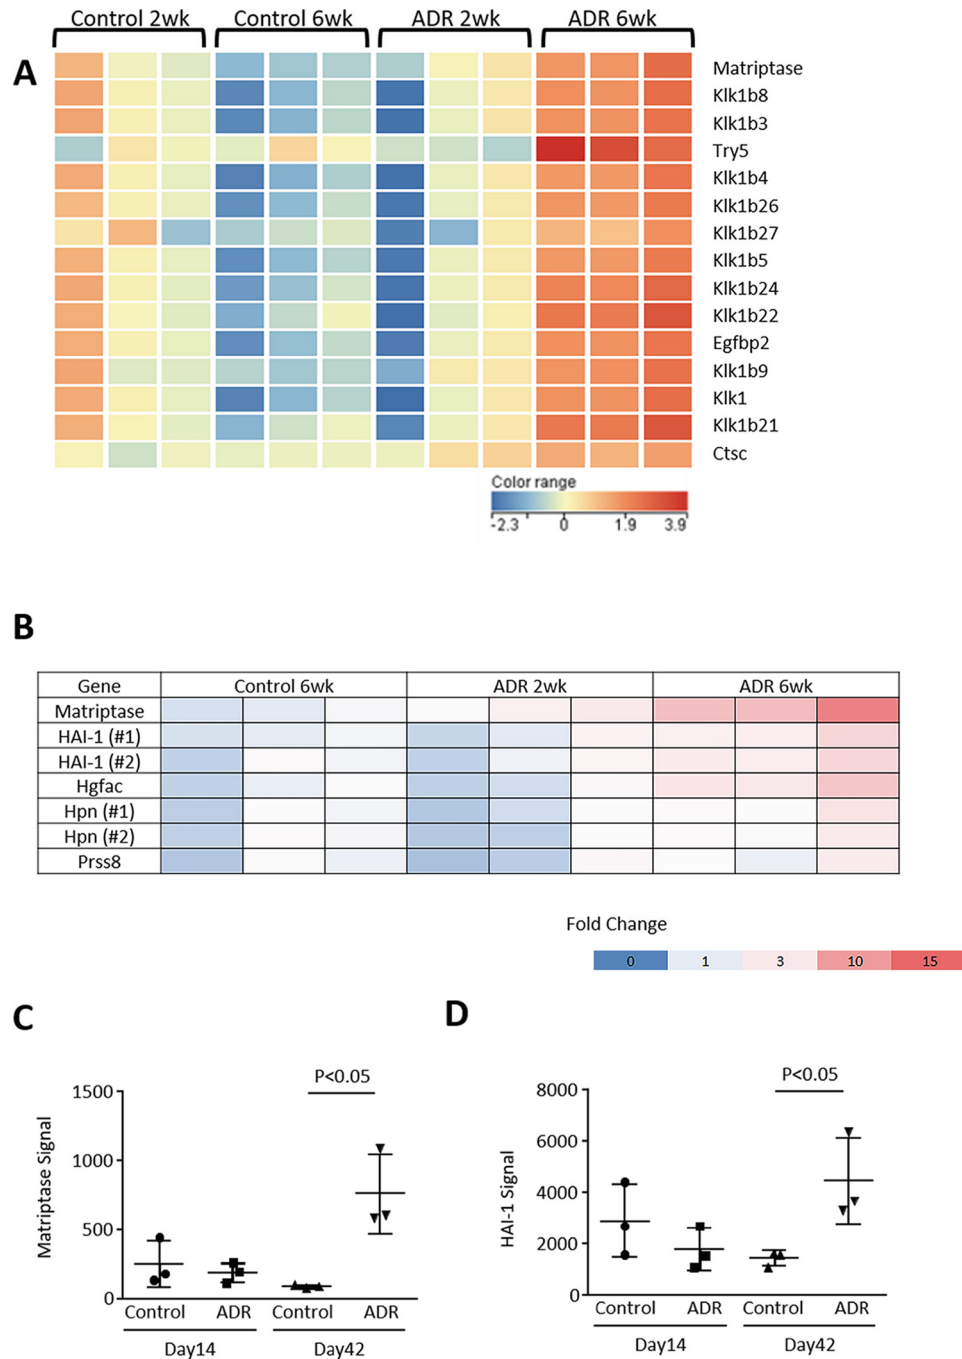 Control 2wk Control 6wk ADR 2wk ADR 6wk
A
Matriptase
Klk1b8
Klk1b3
Try5
Klk1b4
Klk1b26
Klk1b27
Klk1b5
Klk1b24
Klk1b22
Egfbp2
Klk1b9
Klk1
Klk1b21
Ctsc
Color range
-2.3 0 1.9 3.9
B
Gene Control 6wk ADR 2wk ADR 6wk
Matriptase
HAI-1 (#1)
HAI-1 (#2)
Hgfac
Hpn (#1)
Hpn (#2)
Prss8
Fold Change
0 1 3 10 15
C
P<0.05
Matriptase Signal
1500
1000
500
0
Control ADR Control ADR
Day14 Day42
D
P<0.05
HAI-1 Signal
8000
6000
4000
2000
0
Control ADR Control ADR
Day14 Day42